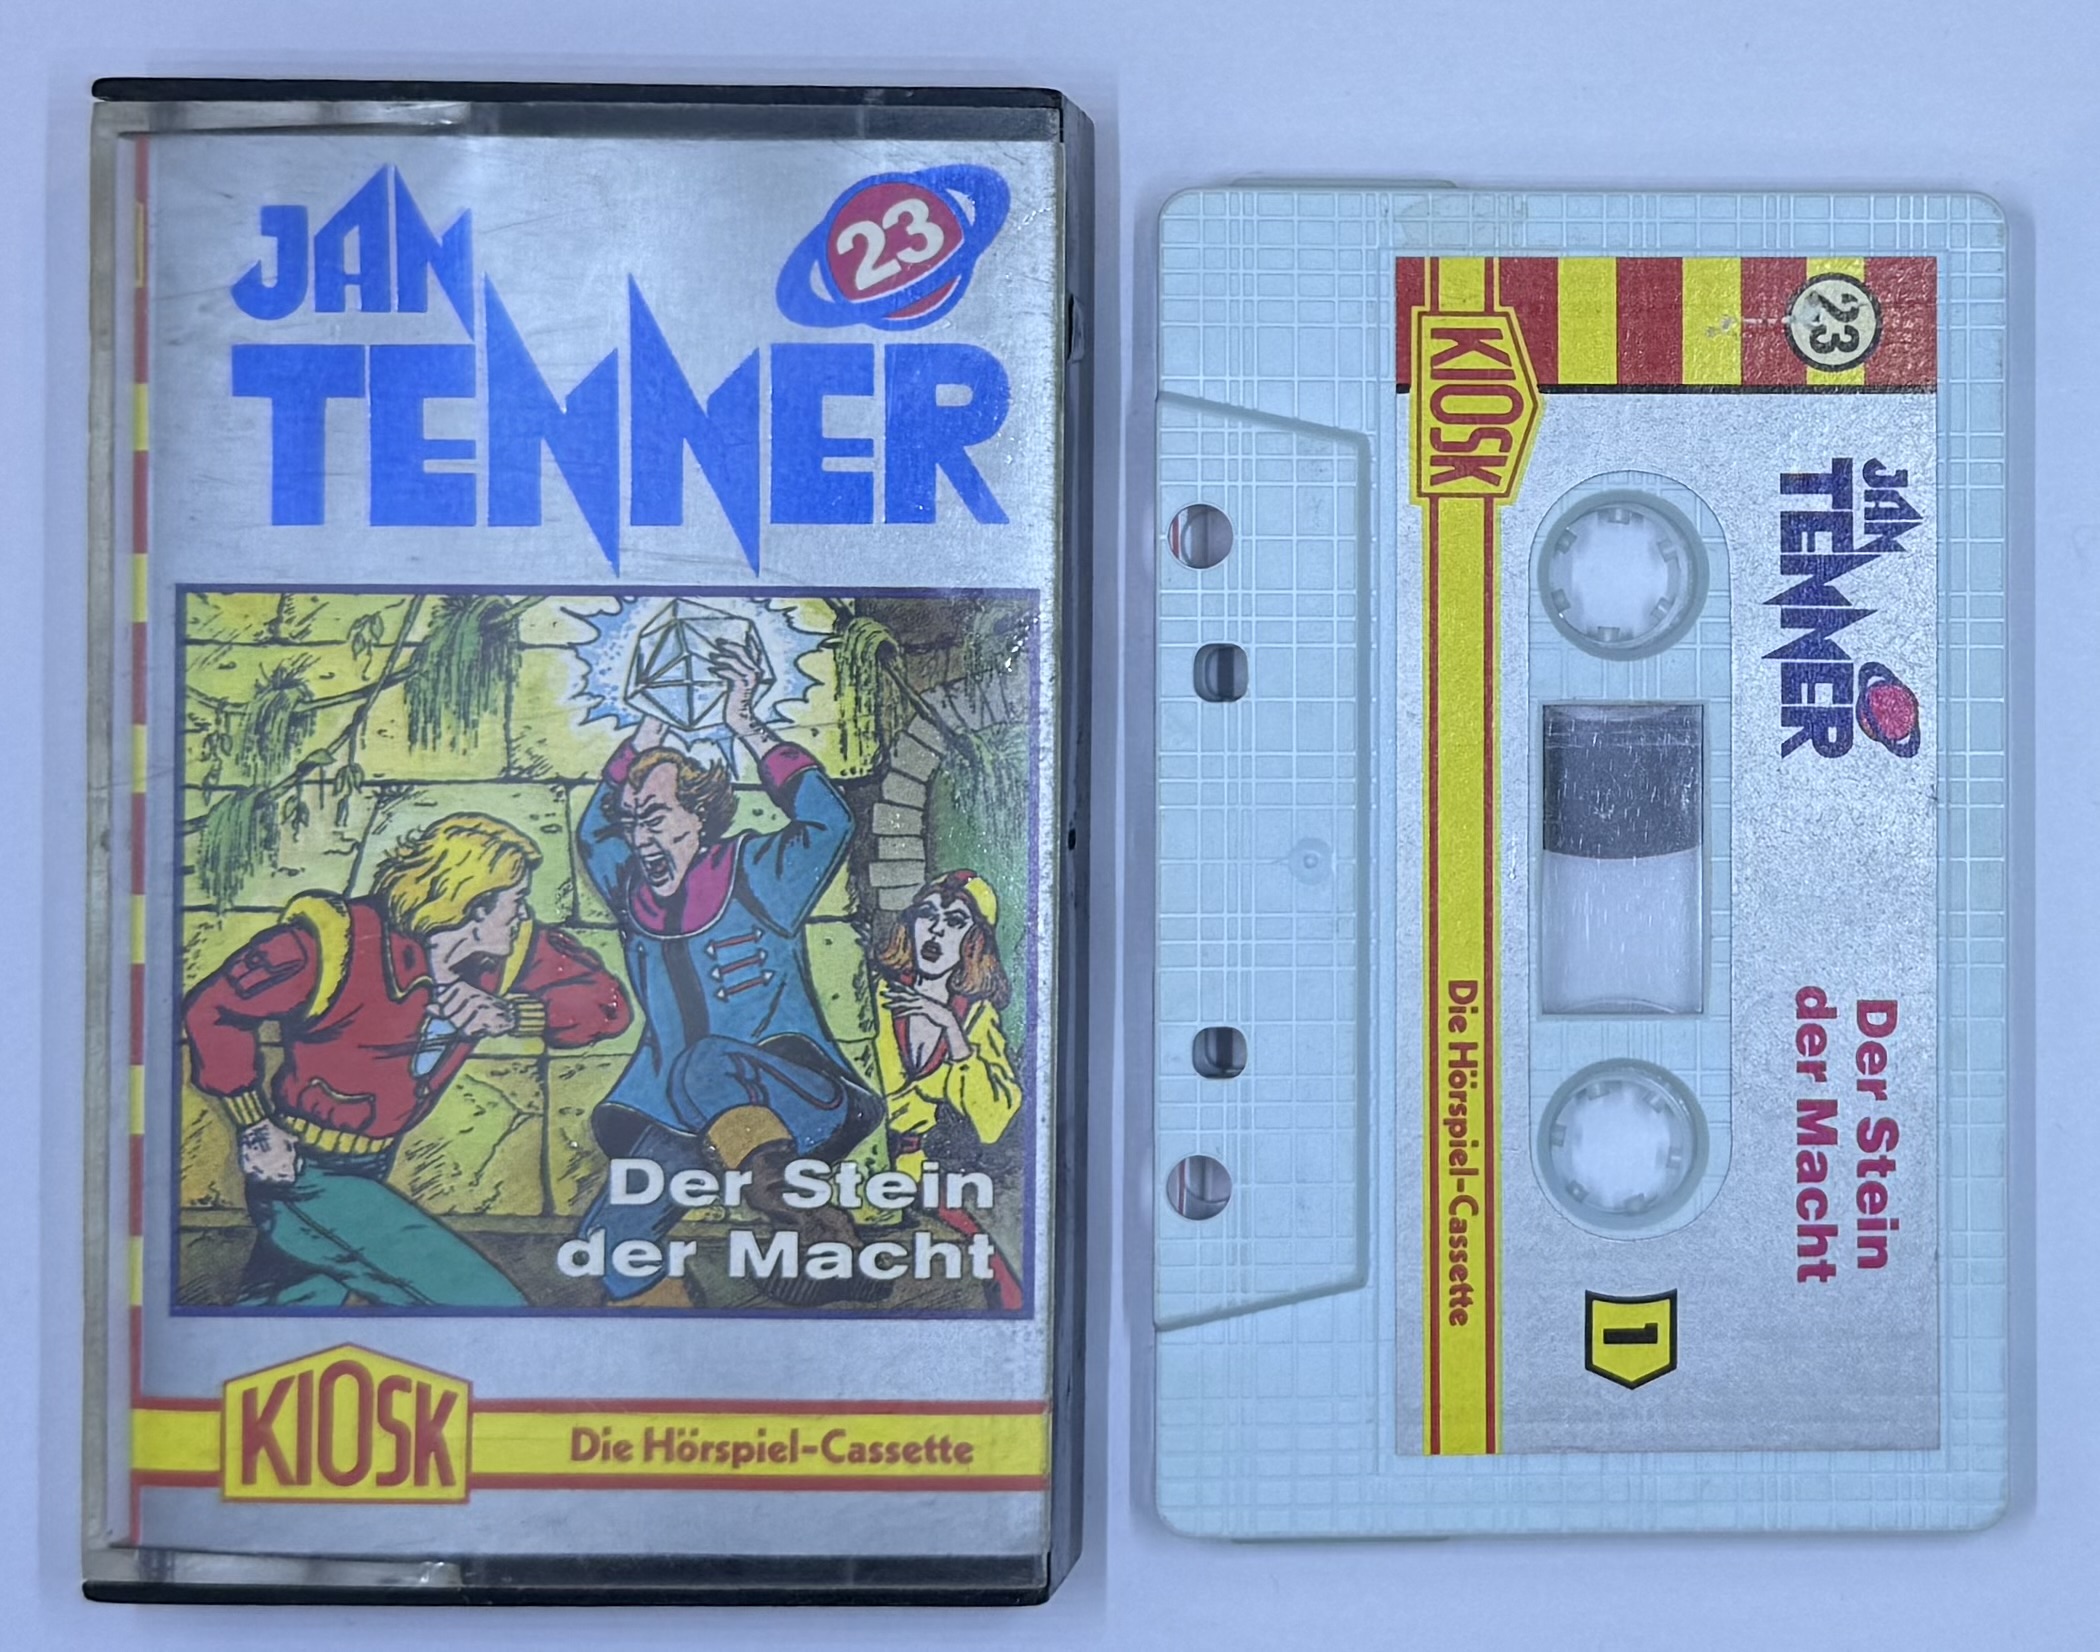 JAN
TENNER
23
Der Stein
der Macht
KIOSK
Die Hörspiel-Cassette
23
JAN
TENNER
Der Stein
der Macht
KIOSK
Die Hörspiel-Cassette
1